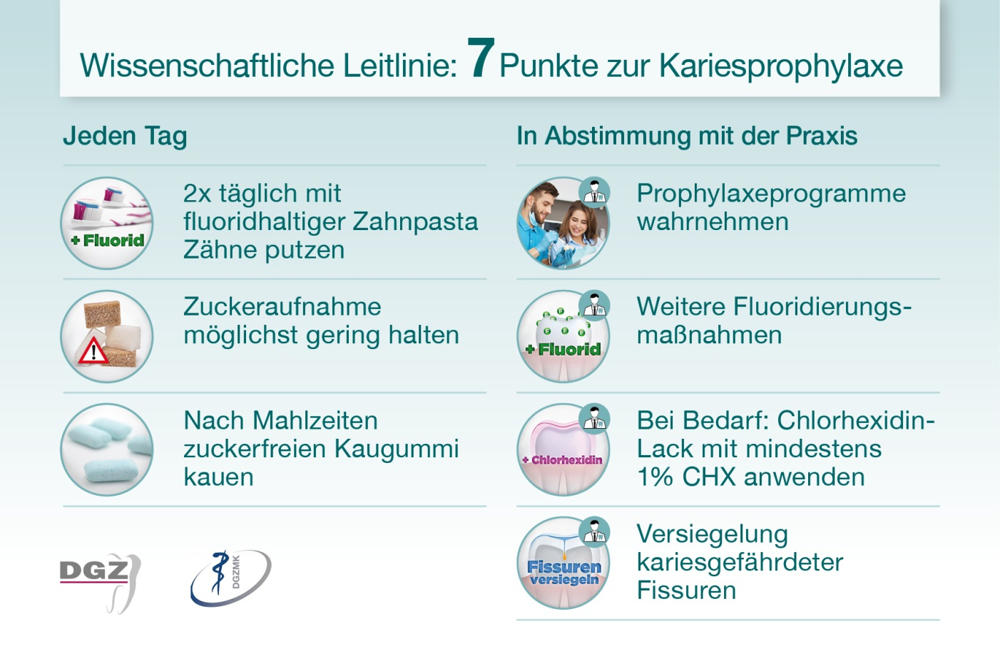 Wissenschaftliche Leitlinie: 7 Punkte zur Kariesprophylaxe
Jeden Tag
+ Fluorid
2x täglich mit
fluoridhaltiger Zahnpasta
Zähne putzen
Zuckeraufnahme
möglichst gering halten
Nach Mahlzeiten
zuckerfreien Kaugummi
kauen
DGZ
DGZMK
In Abstimmung mit der Praxis
Prophylaxeprogramme
wahrnehmen
F F F F F F F F
+ Fluorid
Weitere Fluoridierungs-
maßnahmen
+ Chlorhexidin
Bei Bedarf: Chlorhexidin-
Lack mit mindestens
1% CHX anwenden
Fissuren
versiegeln
Versiegelung
kariesgefährdeter
Fissuren